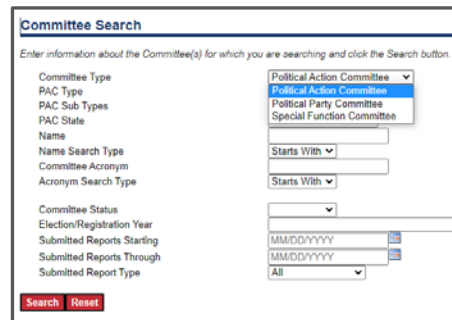 Committee Search
Enter information about the Committee(s) for which you are searching and click the Search button.
Committee Type Political Action Committee
PAC Type Political Action Committee
PAC Sub Types Political Party Committee
PAC State Special Function Committee
Name
Name Search Type Starts With
Committee Acronym
Acronym Search Type Starts With
Committee Status
Election/Registration Year
Submitted Reports Starting MM/DD/YYYY
Submitted Reports Through MM/DD/YYYY
Submitted Report Type All
Search Reset